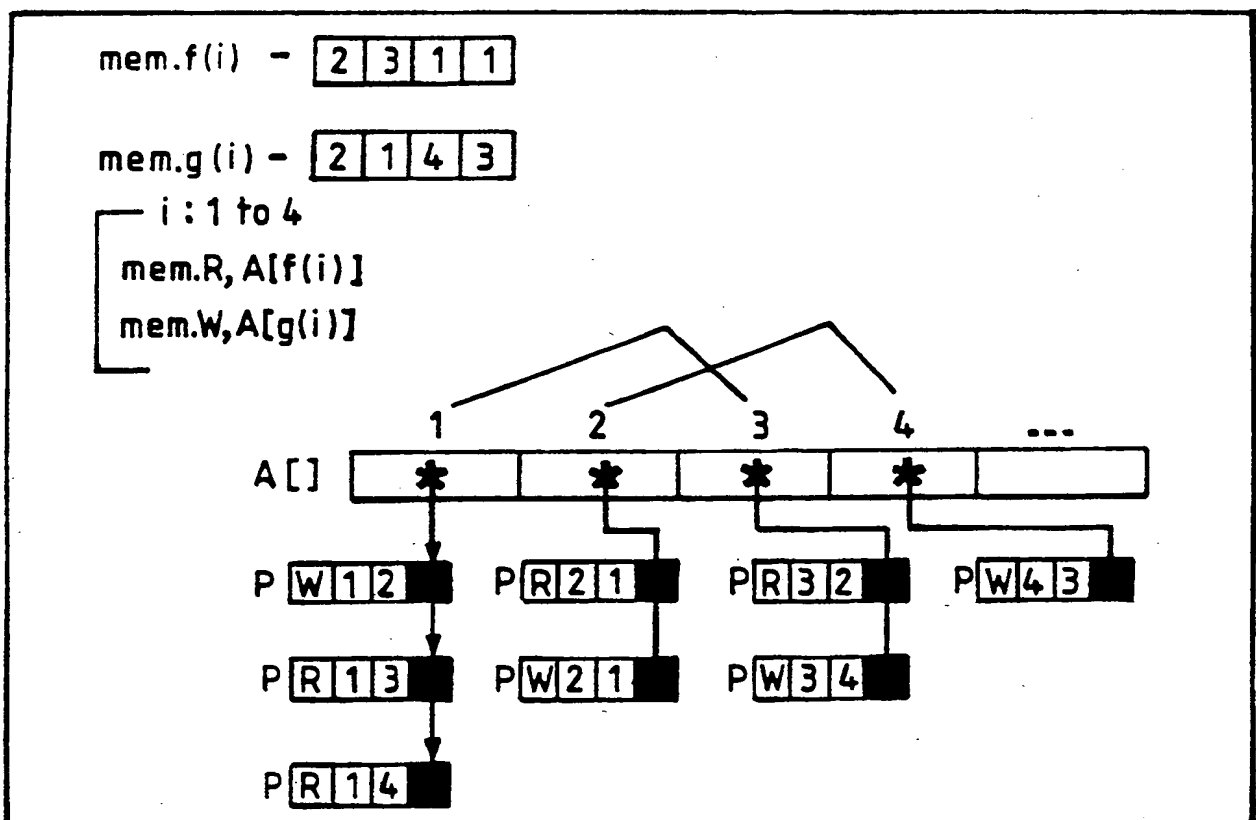 mem.f(i) - 2 3 1 1
mem.g(i) - 2 1 4 3
i : 1 to 4
mem.R, A[f(i)]
mem.W, A[g(i)]
1 2 3 4 ---
A[] * * * *
P W 1 2 P R 2 1 P R 3 2 P W 4 3
P R 1 3 P W 2 1 P W 3 4
P R 1 4